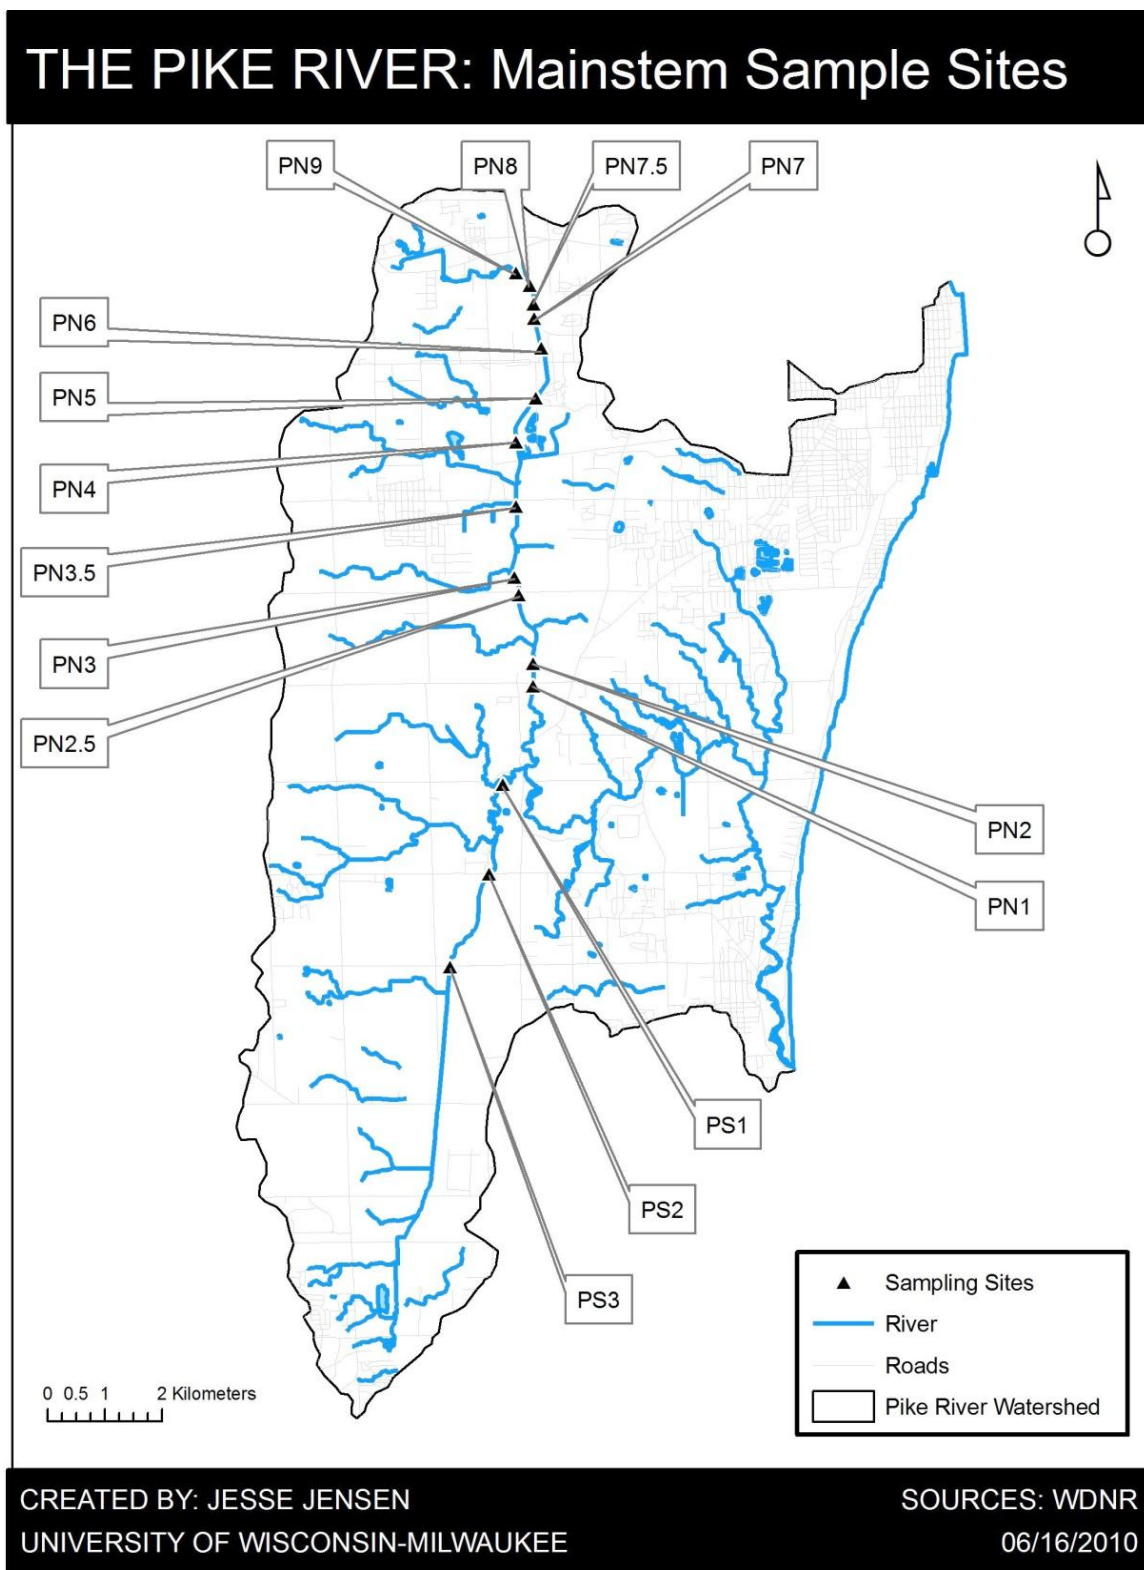 THE PIKE RIVER: Mainstem Sample Sites
PN9
PN8
PN7.5
PN7
PN6
PN5
PN4
PN3.5
PN3
PN2.5
PN2
PN1
PS1
PS2
PS3
Sampling Sites
River
Roads
Pike River Watershed
0 0.5 1 2 Kilometers
CREATED BY: JESSE JENSEN
UNIVERSITY OF WISCONSIN-MILWAUKEE
SOURCES: WDNR
06/16/2010